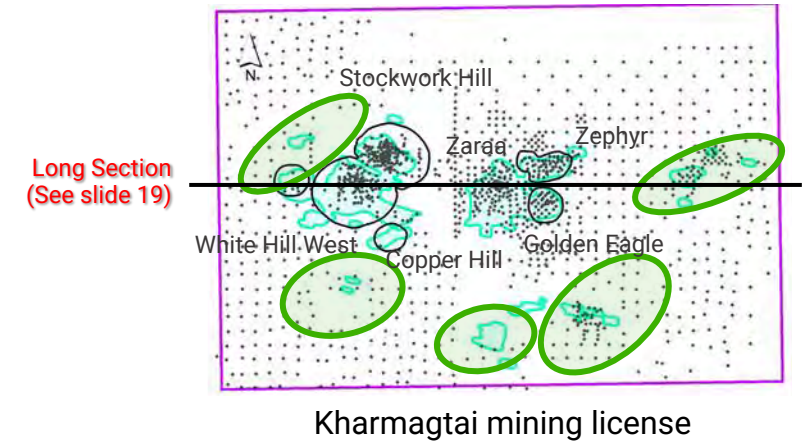 N
Stockwork Hill
Zaraa
Zephyr
Long Section
(See slide 19)
White Hill West
Golden Eagle
Copper Hill
Kharmagtai mining license